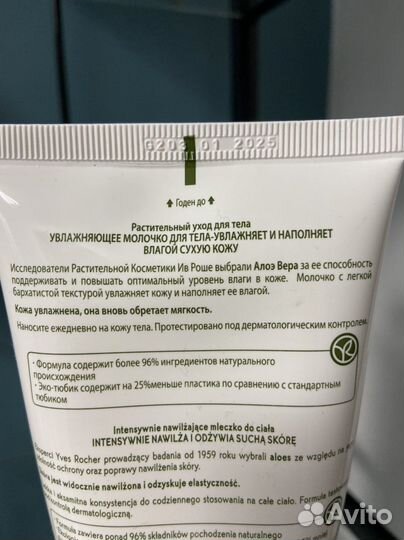 G203 01 2025
Годен до
Растительный уход для тела
УВЛАЖНЯЮЩЕЕ МОЛОЧКО ДЛЯ ТЕЛА-УВЛАЖНЯЕТ И НАПОЛНЯЕТ
ВЛАГОЙ СУХУЮ КОЖУ
Исследователи Растительной Косметики Ив Роше выбрали Алоэ Вера за ее способность
поддерживать и повышать оптимальный уровень влаги в коже. Молочко с легкой
бархатистой текстурой увлажняет кожу и наполняет ее влагой.
Кожа увлажнена, она вновь обретает мягкость.
Наносите ежедневно на кожу тела. Протестировано под дерматологическим контролем.
· Формула содержит более 96% ингредиентов натурального
происхождения
· Эко-тюбик содержит на 25%меньше пластика по сравнению с стандартным
тюбиком
Intensywnie nawilżające mleczko do ciała
INTENSYWNIE NAWILŻA I ODŻYWIA SUCHĄ SKÓRĘ
Yves Rocher prowadzący badania od 1959 roku wybrali aloes ze względu na
ochrony oraz poprawy nawilżenia skóry.
jest widocznie nawilżona i odzyskuje elastyczność.
i aksamitna konsystencja do codziennego stosowania na całe ciało. Formuła
kontrolą dermatologiczną.
Formuła zawiera ponad 96% składników pochodzenia naturalnego
Avito